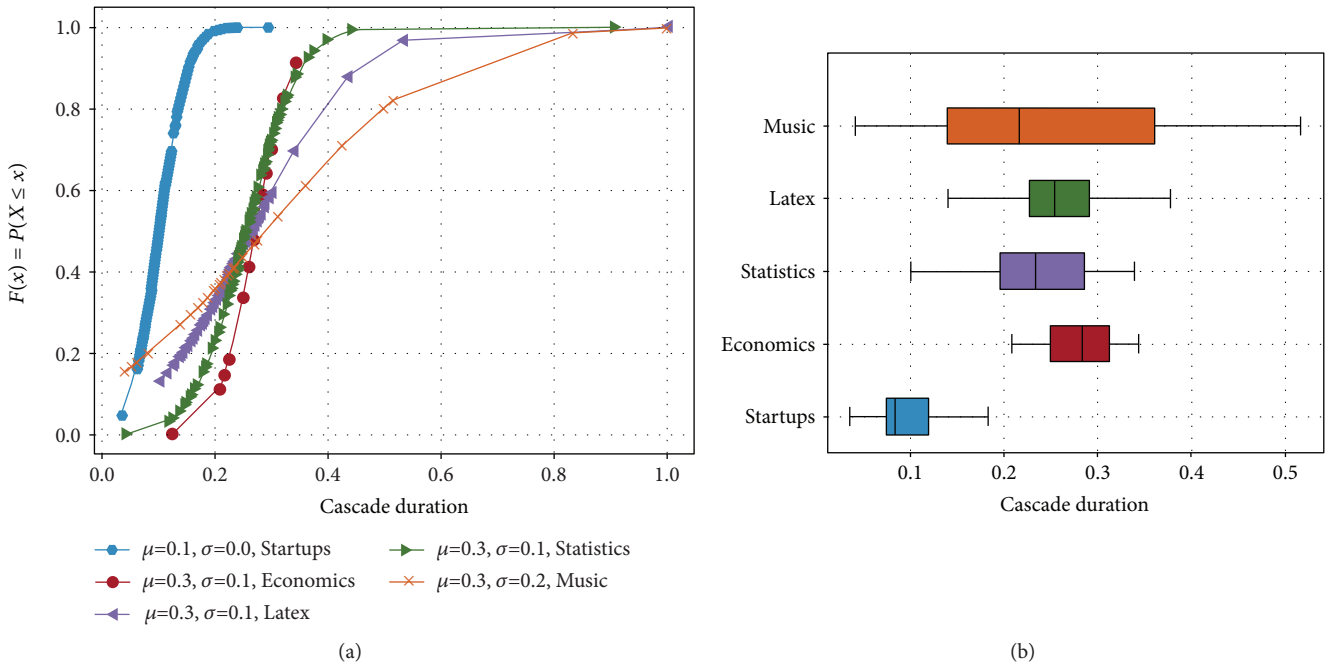 1.0
0.8
0.6
0.4
0.2
0.0
F(x) = P(X ≤ x)
0.0 0.2 0.4 0.6 0.8 1.0
Cascade duration
μ=0.1, σ=0.0, Startups
μ=0.3, σ=0.1, Economics
μ=0.3, σ=0.1, Latex
μ=0.3, σ=0.1, Statistics
μ=0.3, σ=0.2, Music
(a)
Music
Latex
Statistics
Economics
Startups
0.1 0.2 0.3 0.4 0.5
Cascade duration
(b)